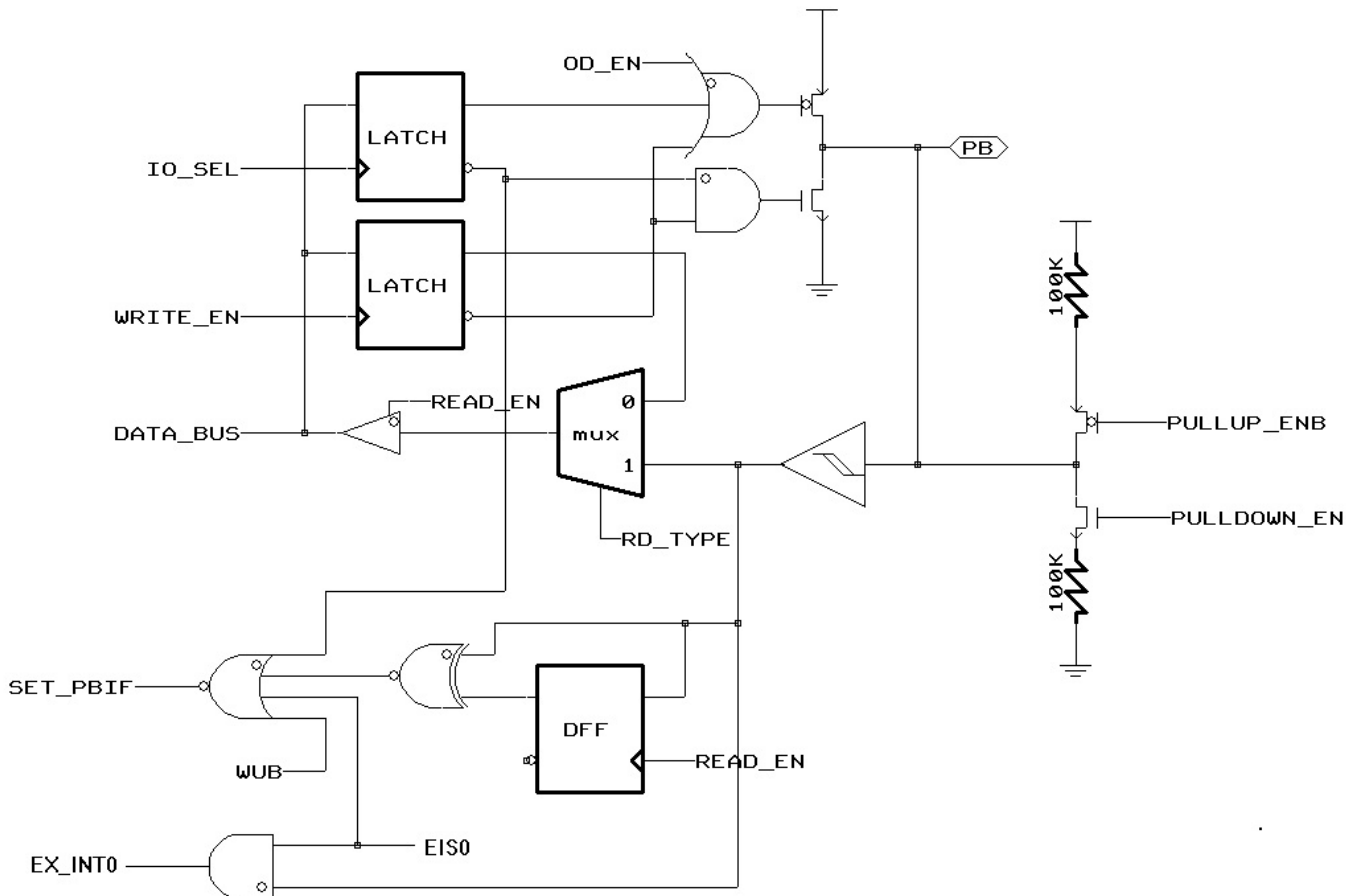 OD_EN
LATCH
PB
IO_SEL
100K
LATCH
WRITE_EN
READ_EN
0
DATA_BUS
mux
PULLUP_ENB
1
PULLDOWN_EN
RD_TYPE
100K
SET_PBIF
DFF
WUB
READ_EN
EIS0
EX_INT0